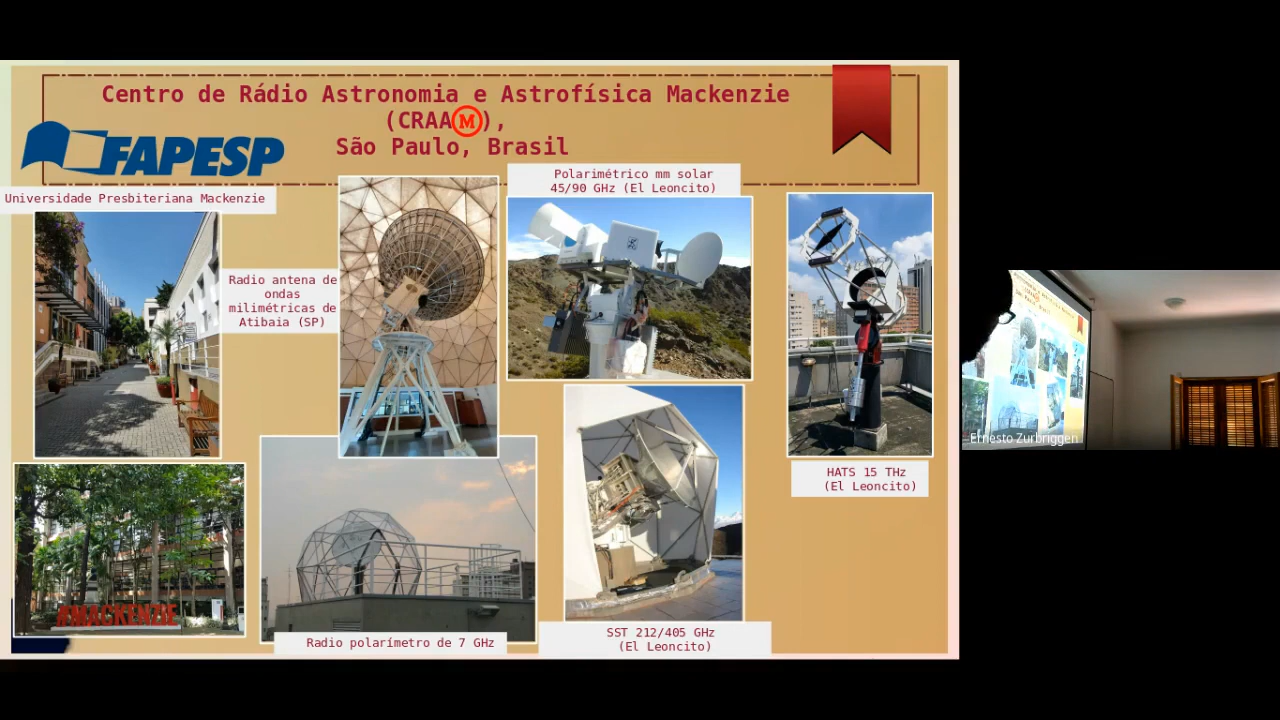 Centro de Rádio Astronomia e Astrofísica Mackenzie
(CRAAM),
São Paulo, Brasil
FAPESP
Universidade Presbiteriana Mackenzie
Polarimétrico mm solar
45/90 GHz (El Leoncito)
Radio antena de
ondas
milimétricas de
Atibaia (SP)
HATS 15 THz
(El Leoncito)
#MACKENZIE
Radio polarímetro de 7 GHz
SST 212/405 GHz
(El Leoncito)
Ernesto Zurbriggen